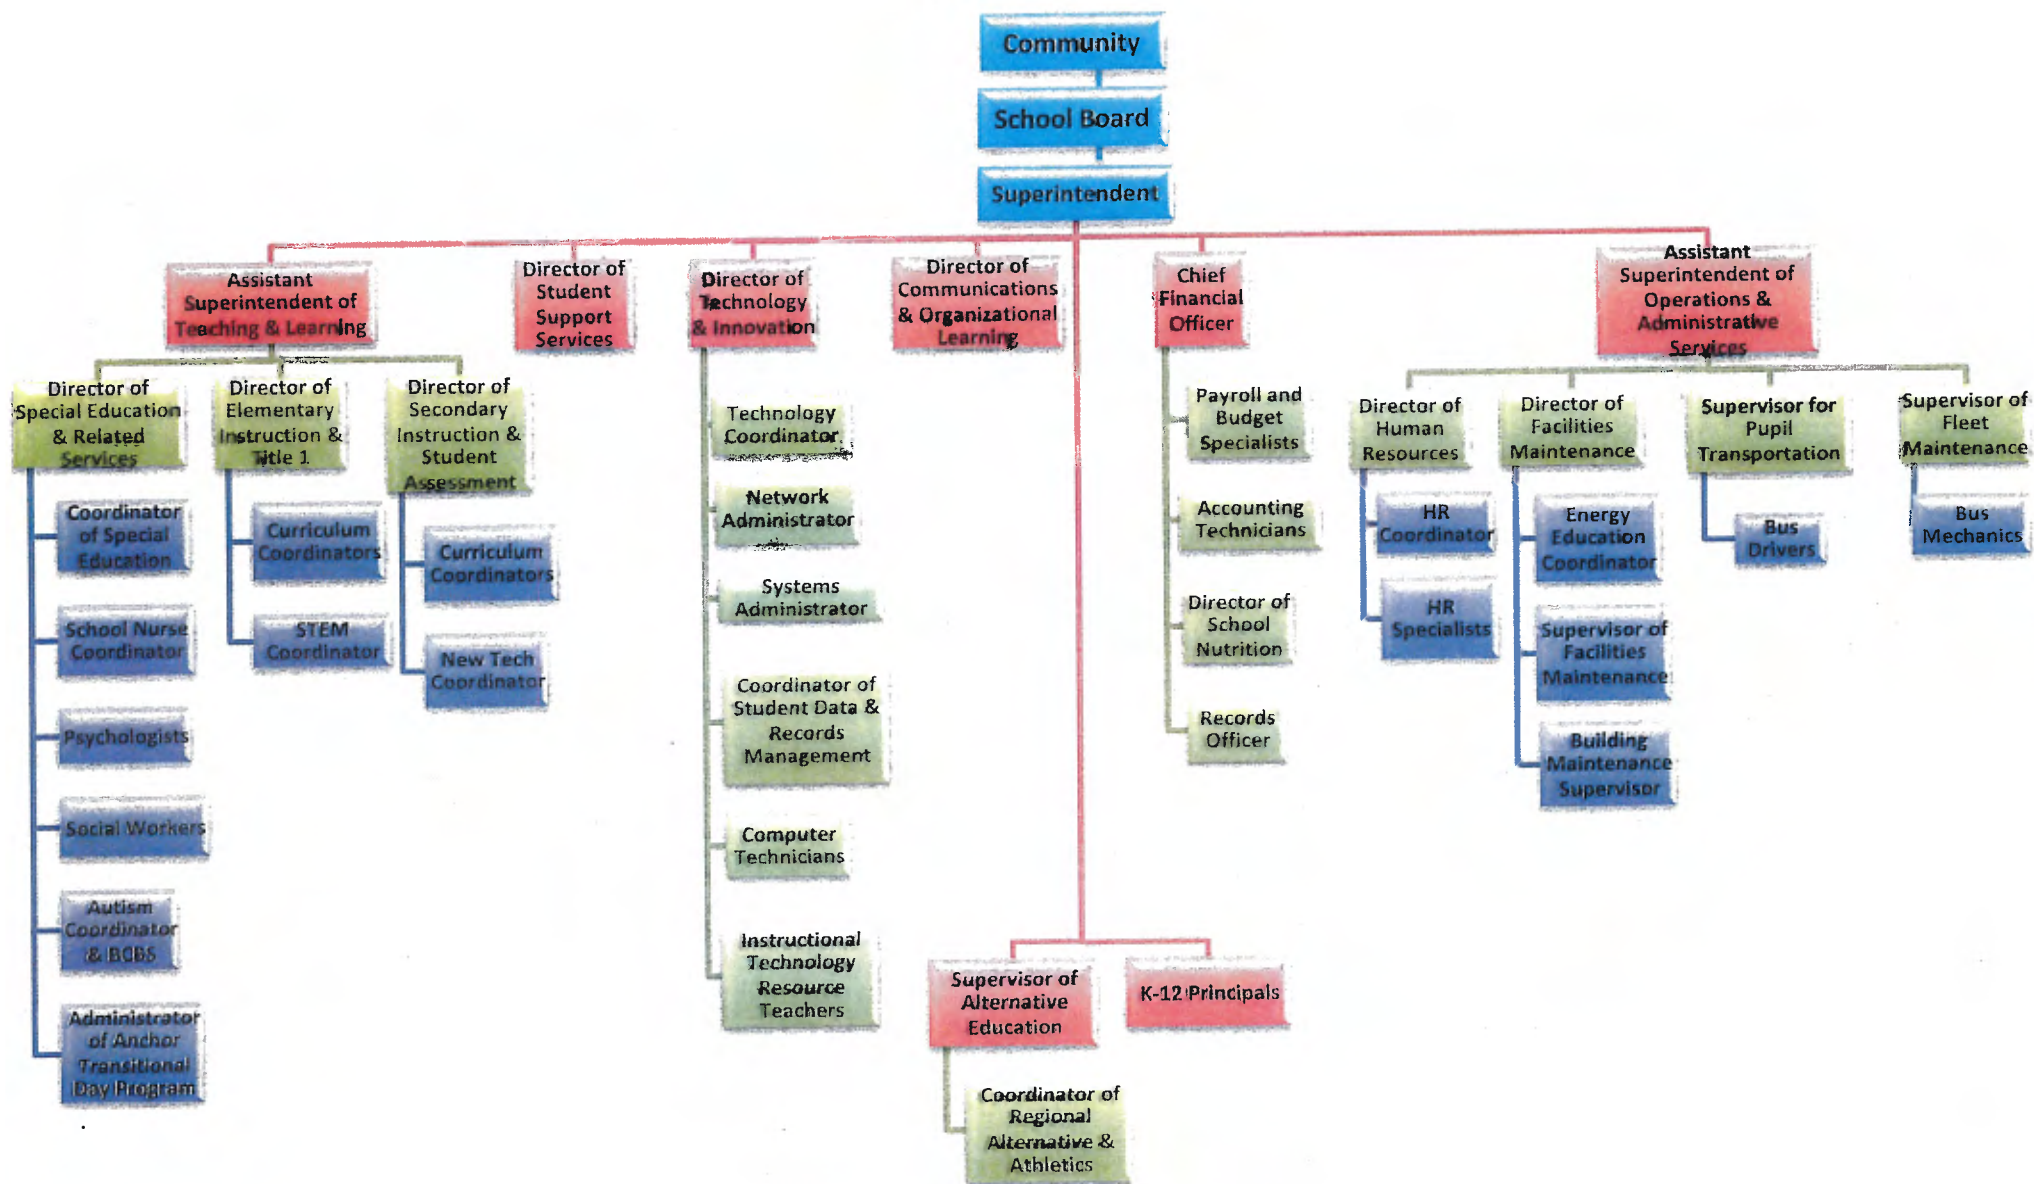 Community
School Board
Superintendent
Assistant
Superintendent of
Teaching & Learning
Director of
Student
Support
Services
Director of
Technology
& Innovation
Director of
Communications
& Organizational
Learning
Chief
Financial
Officer
Assistant
Superintendent of
Operations &
Administrative
Services
Director of
Special Education
& Related
Services
Director of
Elementary
Instruction &
Title 1
Director of
Secondary
Instruction &
Student
Assessment
Coordinator
of Special
Education
School Nurse
Coordinator
Psychologists
Social Workers
Autism
Coordinator
& BCBS
Administrator
of Anchor
Transitional
Day Program
Curriculum
Coordinators
STEM
Coordinator
Curriculum
Coordinators
New Tech
Coordinator
Technology
Coordinator
Network
Administrator
Systems
Administrator
Coordinator of
Student Data &
Records
Management
Computer
Technicians
Instructional
Technology
Resource
Teachers
Payroll and
Budget
Specialists
Accounting
Technicians
Director of
School
Nutrition
Records
Officer
Director of
Human
Resources
Director of
Facilities
Maintenance
Supervisor for
Pupil
Transportation
Supervisor of
Fleet
Maintenance
HR
Coordinator
HR
Specialists
Energy
Education
Coordinator
Supervisor of
Facilities
Maintenance
Building
Maintenance
Supervisor
Bus
Drivers
Bus
Mechanics
Supervisor of
Alternative
Education
K-12 Principals
Coordinator of
Regional
Alternative &
Athletics